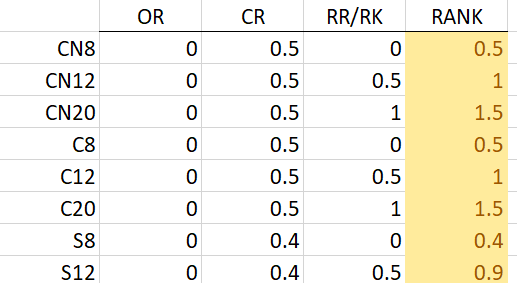 OR CR RR/RK RANK
CN8 0 0.5 0 0.5
CN12 0 0.5 0.5 1
CN20 0 0.5 1 1.5
C8 0 0.5 0 0.5
C12 0 0.5 0.5 1
C20 0 0.5 1 1.5
S8 0 0.4 0 0.4
S12 0 0.4 0.5 0.9